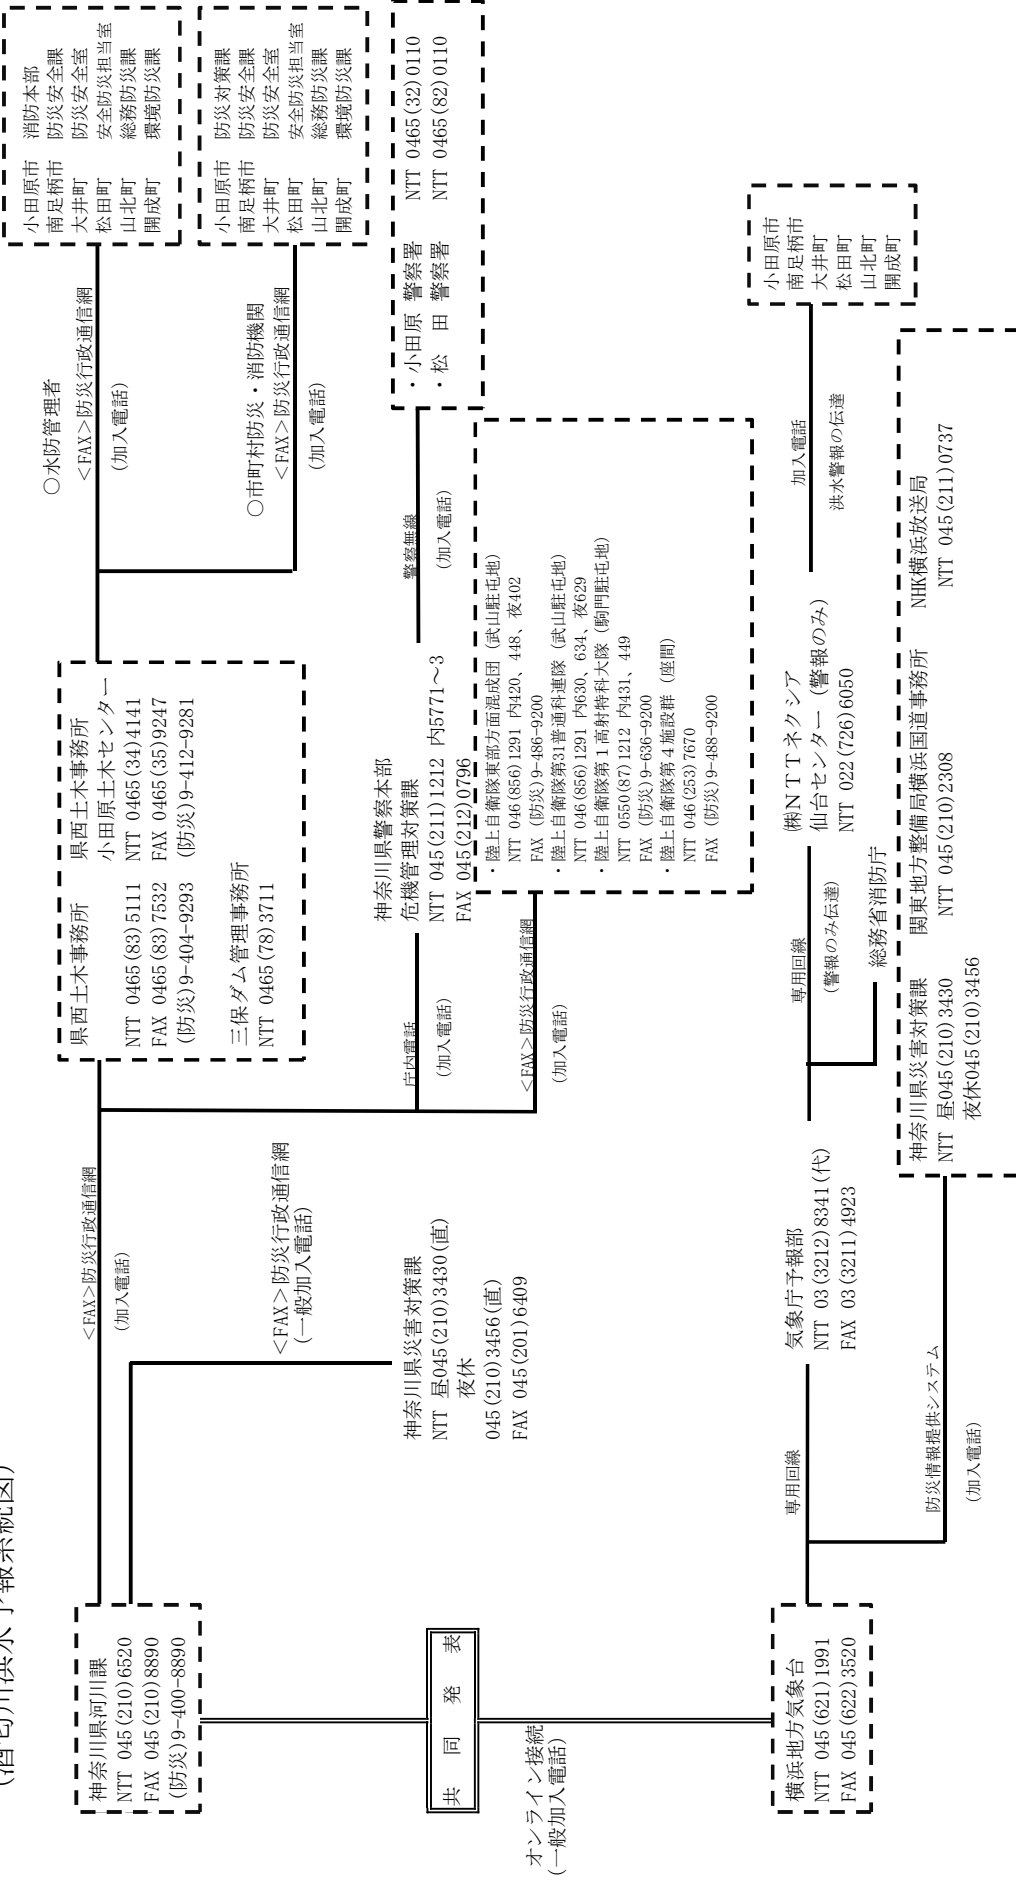 (酒匂川洪水予報系統図)
神奈川県河川課
NTT 045(210)6520
FAX 045(210)8890
(防災)9-400-8890
共 同 発 表
オンライン接続
(一般加入電話)
横浜地方気象台
NTT 045(621)1991
FAX 045(622)3520
<FAX>防災行政通信網
(加入電話)
<FAX>防災行政通信網
(一般加入電話)
神奈川県災害対策課
NTT 昼045(210)3430(直)
夜休
045(210)3456(直)
FAX 045(201)6409
県西土木事務所
NTT 0465(83)5111
FAX 0465(83)7532
(防災)9-404-9293
県西土木事務所
小田原土木センター
NTT 0465(34)4141
FAX 0465(35)9247
(防災)9-412-9281
三保ダム管理事務所
NTT 0465(78)3711
○水防管理者
<FAX>防災行政通信網
(加入電話)
小田原市 消防本部
南足柄市 防災安全課
大井町 防災安全室
松田町 安全防災担当室
山北町 総務防災課
開成町 環境防災課
○市町村防災・消防機関
<FAX>防災行政通信網
(加入電話)
小田原市 防災対策課
南足柄市 防災安全課
大井町 防災安全室
松田町 安全防災担当室
山北町 総務防災課
開成町 環境防災課
庁内電話
(加入電話)
神奈川県警察本部
危機管理対策課
NTT 045(211)1212 内5771~3
FAX 045(212)0796
警察無線
(加入電話)
・小田原 警察署 NTT 0465(32)0110
・松 田 警察署 NTT 0465(82)0110
<FAX>防災行政通信網
(加入電話)
・陸上自衛隊東部方面混成団 (武山駐屯地)
NTT 046(856)1291 内420、448、夜402
FAX (防災)9-486-9200
・陸上自衛隊第31普通科連隊 (武山駐屯地)
NTT 046(856)1291 内630、634、夜629
・陸上自衛隊第1高射特科大隊 (駒門駐屯地)
NTT 0550(87)1212 内431、449
FAX (防災)9-636-9200
・陸上自衛隊第4施設群 (座間)
NTT 046(253)7670
FAX (防災)9-488-9200
専用回線
気象庁予報部
NTT 03(3212)8341(代)
FAX 03(3211)4923
専用回線
(警報のみ伝達)
総務省消防庁
㈱NTTネクシア
仙台センター (警報のみ)
NTT 022(726)6050
加入電話
洪水警報の伝達
小田原市
南足柄市
大井町
松田町
山北町
開成町
防災情報提供システム
(加入電話)
神奈川県災害対策課
NTT 昼045(210)3430
夜休045(210)3456
関東地方整備局横浜国道事務所
NTT 045(210)2308
NHK横浜放送局
NTT 045(211)0737